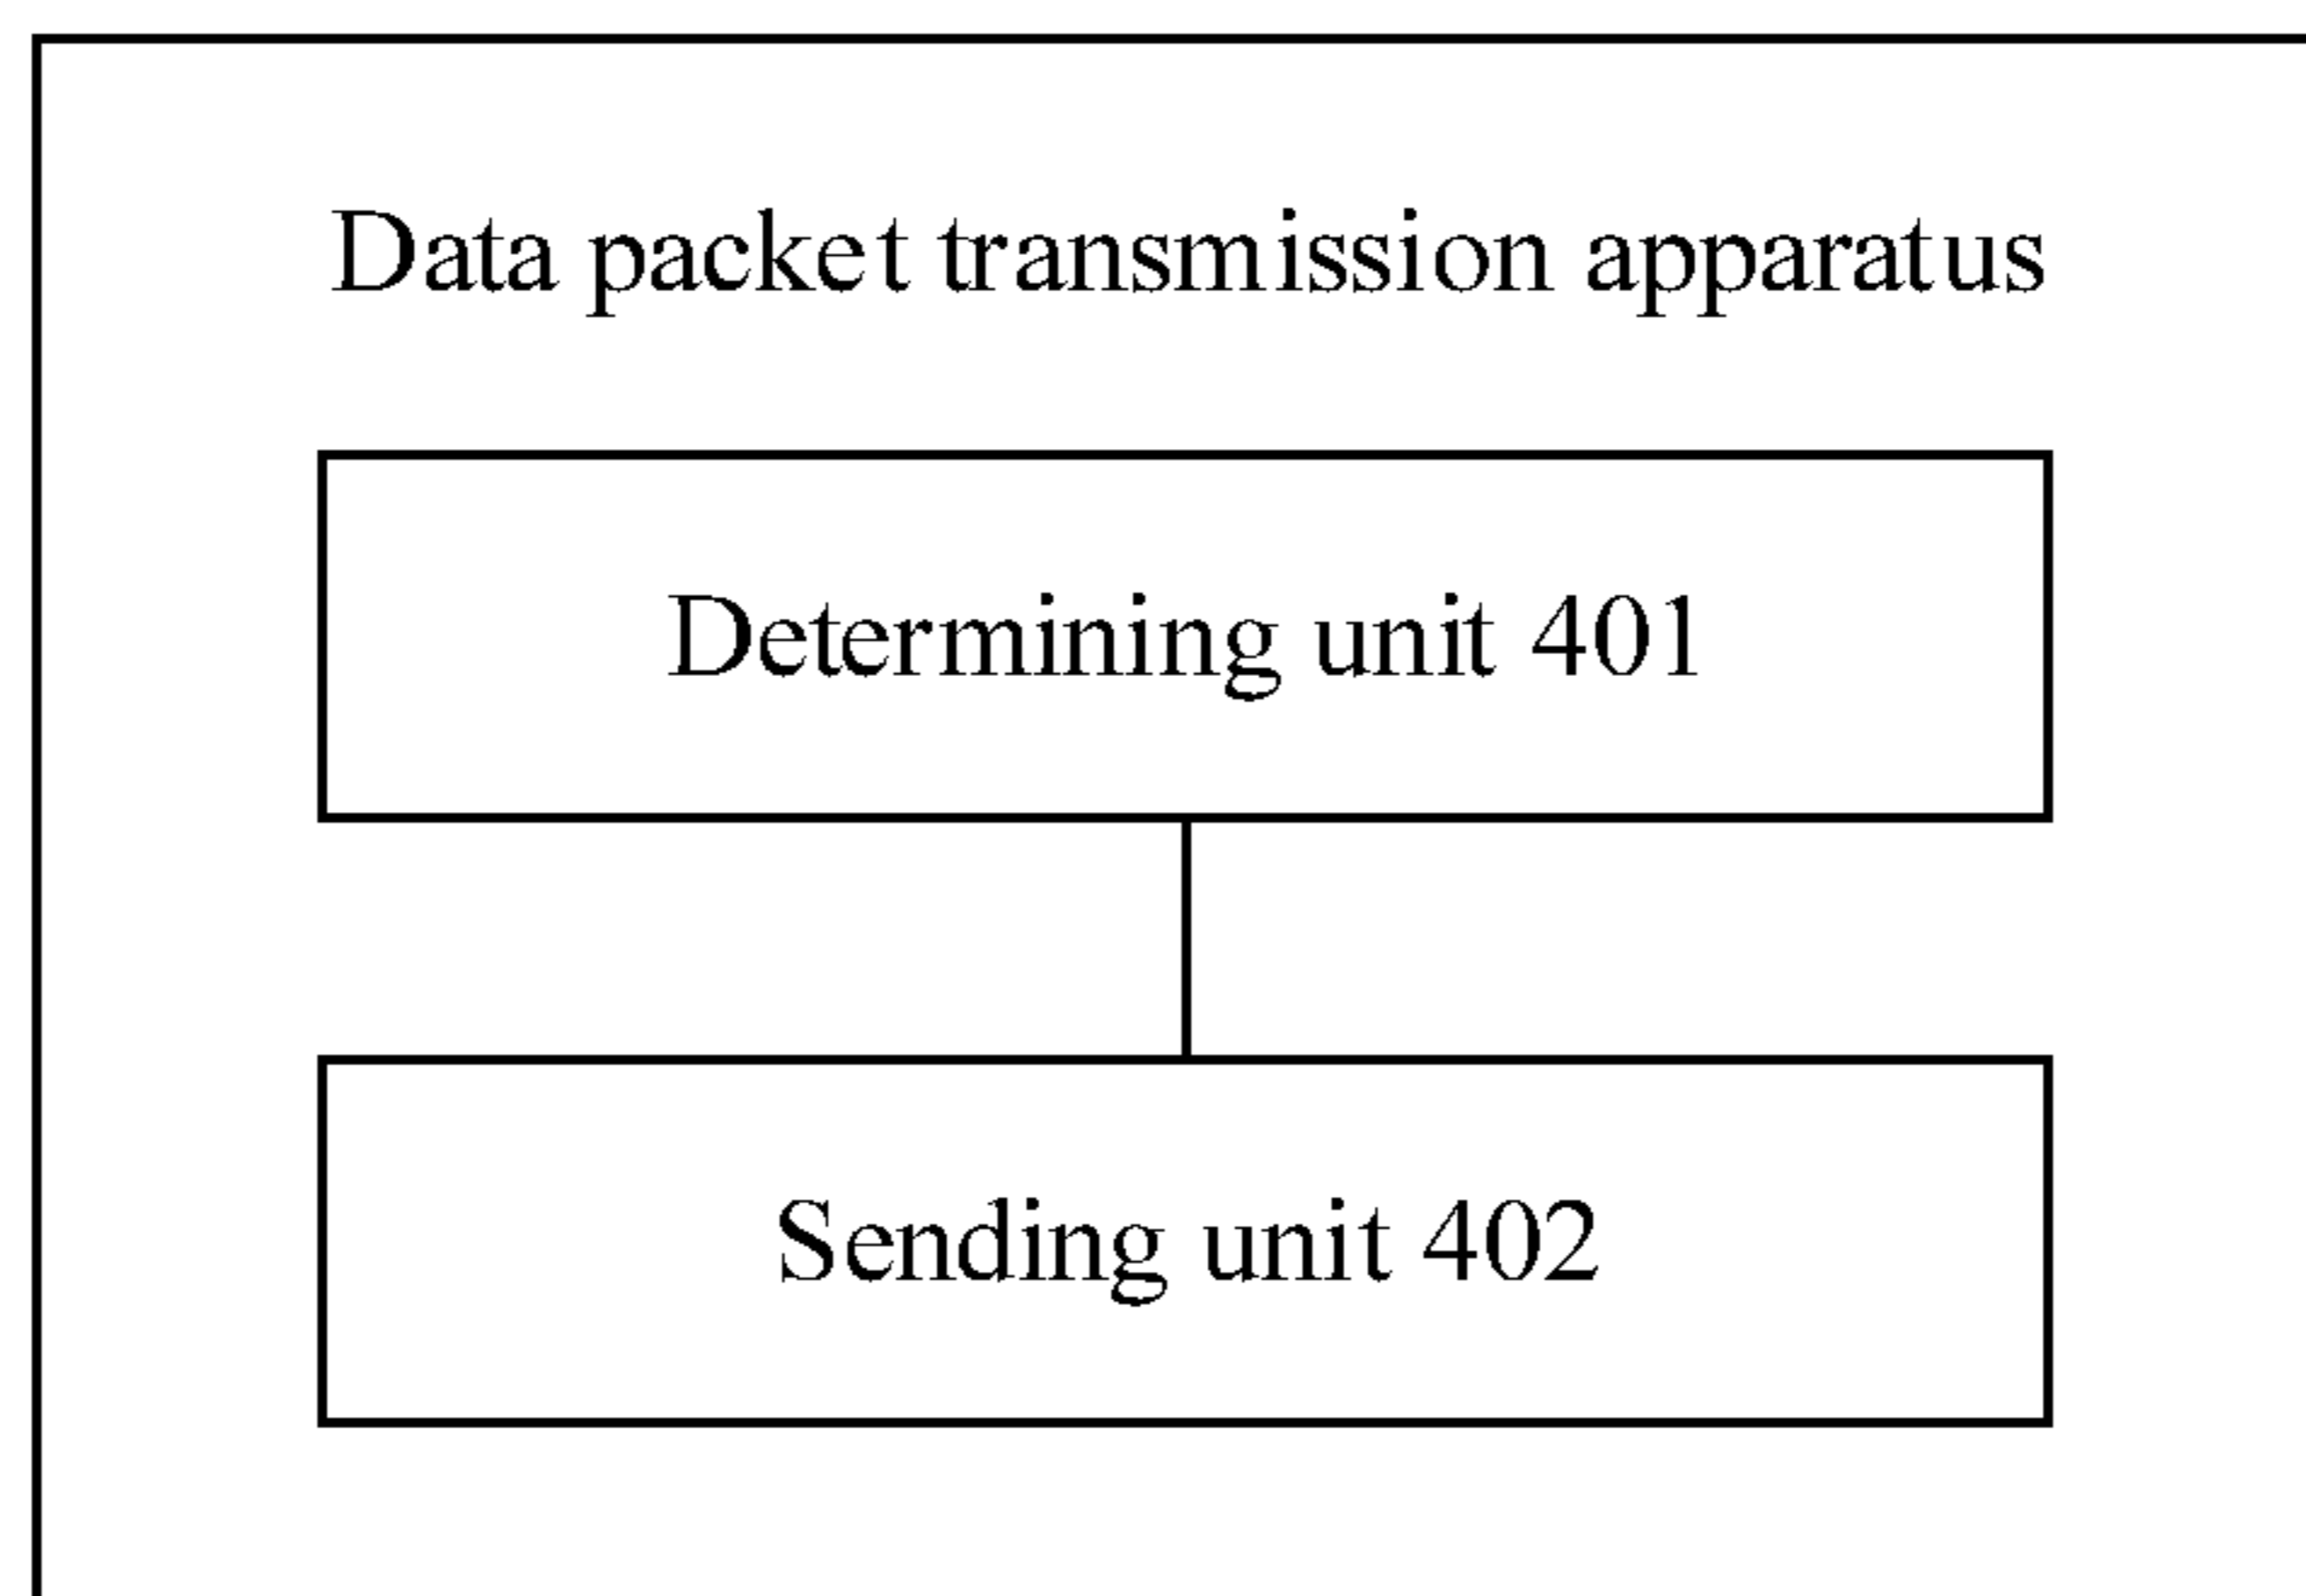 Data packet transmission apparatus
Determining unit 401
Sending unit 402